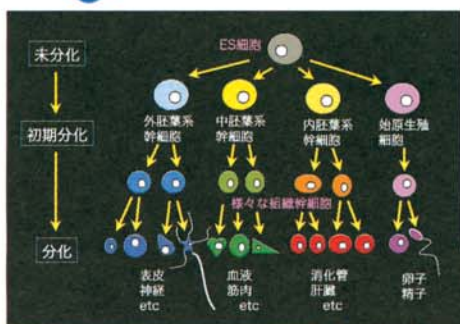 ES細胞
未分化
外胚葉系
幹細胞
中胚葉系
幹細胞
内胚葉系
幹細胞
始原生殖
細胞
初期分化
様々な組織幹細胞
分化
表皮
神経
etc
血液
筋肉
etc
消化管
肝臓
etc
卵子
精子